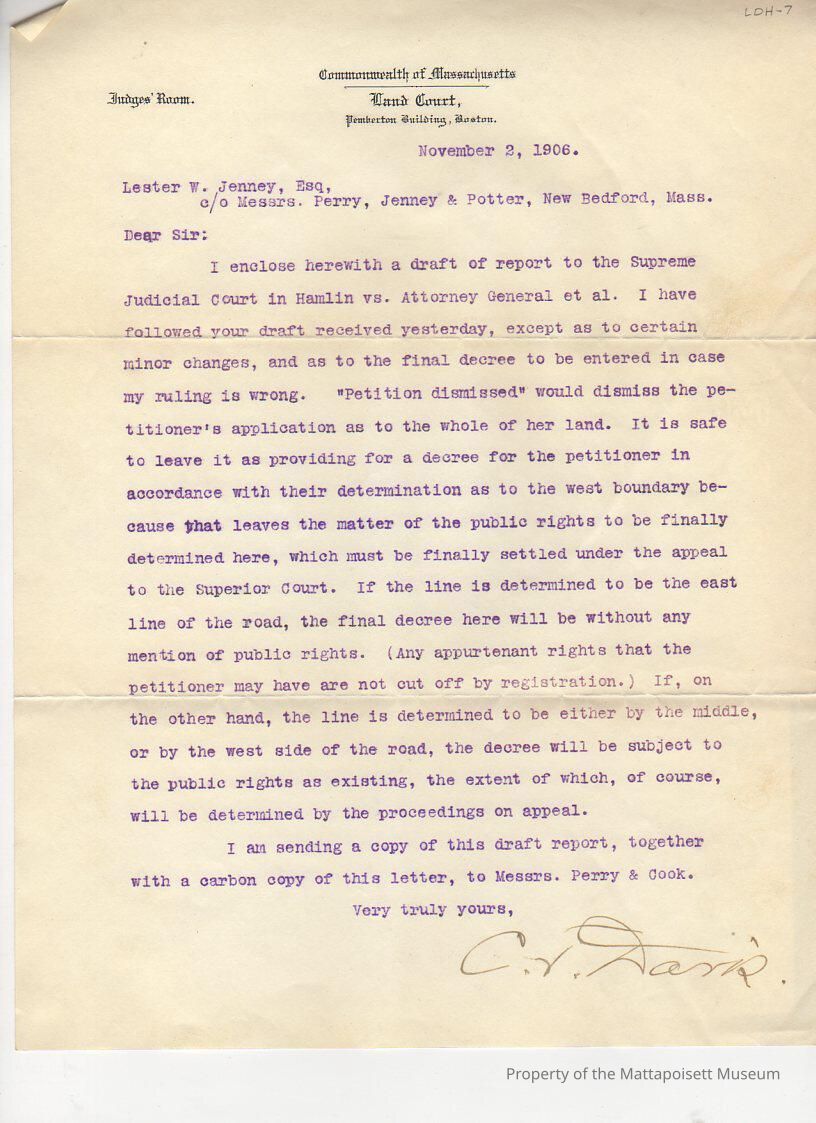 LDH-7
Commonwealth of Massachusetts
Judges' Room.
Land Court,
Pemberton Building, Boston.
November 2, 1906.
Lester W. Jenney, Esq,
c/o Messrs. Perry, Jenney & Potter, New Bedford, Mass.
Dear Sir:
I enclose herewith a draft of report to the Supreme
Judicial Court in Hamlin vs. Attorney General et al. I have
followed your draft received yesterday, except as to certain
minor changes, and as to the final decree to be entered in case
my ruling is wrong. "Petition dismissed" would dismiss the pe-
titioner's application as to the whole of her land. It is safe
to leave it as providing for a decree for the petitioner in
accordance with their determination as to the west boundary be-
cause that leaves the matter of the public rights to be finally
determined here, which must be finally settled under the appeal
to the Superior Court. If the line is determined to be the east
line of the road, the final decree here will be without any
mention of public rights. (Any appurtenant rights that the
petitioner may have are not cut off by registration.) If, on
the other hand, the line is determined to be either by the middle,
or by the west side of the road, the decree will be subject to
the public rights as existing, the extent of which, of course,
will be determined by the proceedings on appeal.
I am sending a copy of this draft report, together
with a carbon copy of this letter, to Messrs. Perry & Cook.
Very truly yours,
Property of the Mattapoisett Museum